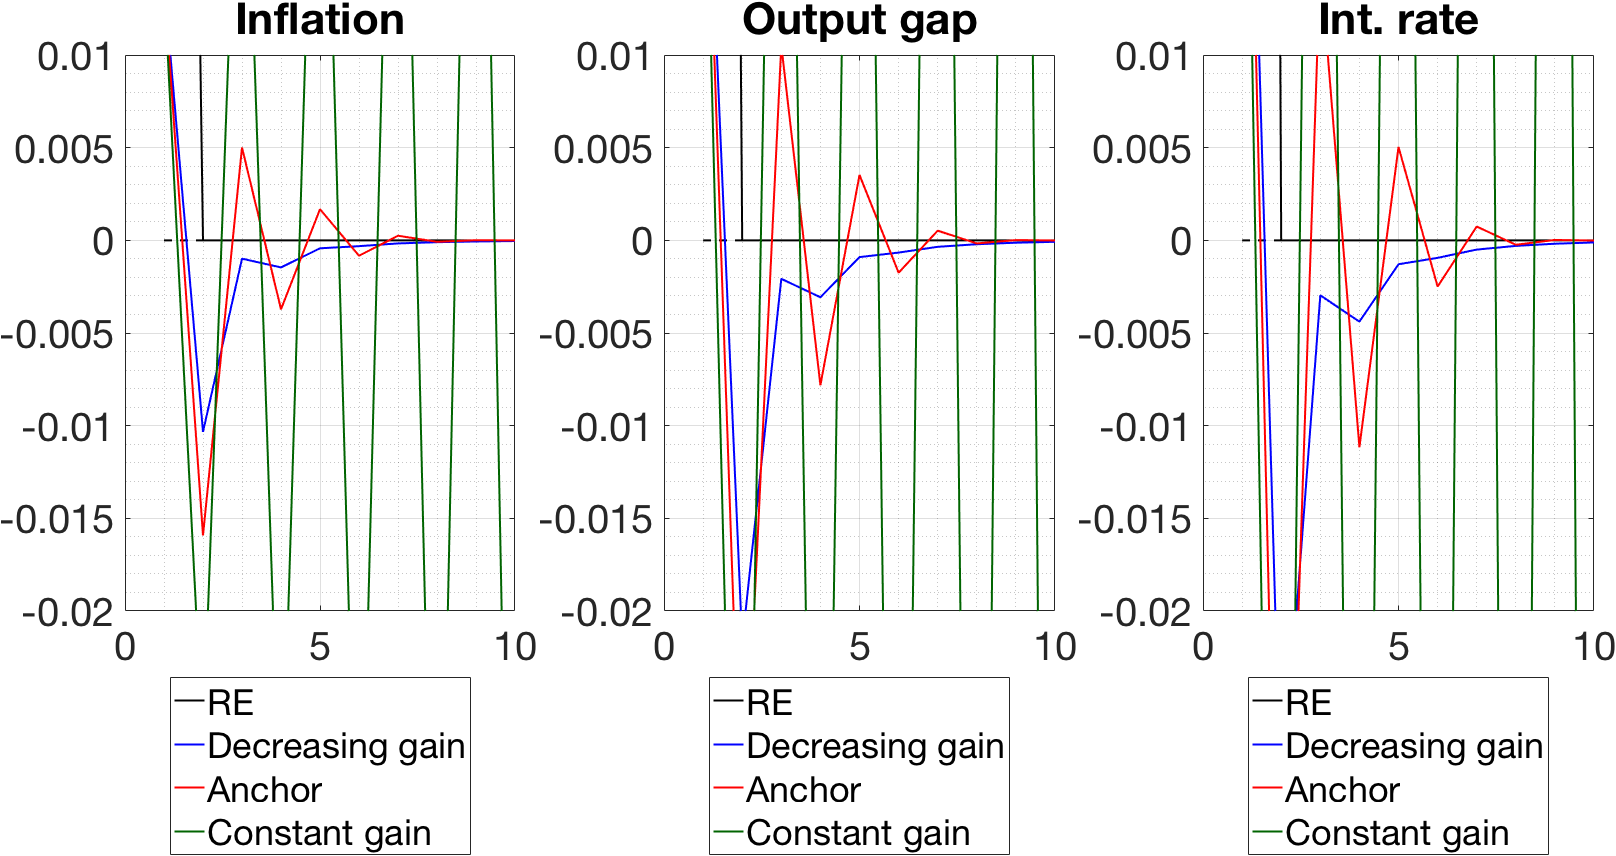 Inflation
0.01
0.005
0
-0.005
-0.01
-0.015
-0.02
0 5 10
RE
Decreasing gain
Anchor
Constant gain
Output gap
0.01
0.005
0
-0.005
-0.01
-0.015
-0.02
0 5 10
RE
Decreasing gain
Anchor
Constant gain
Int. rate
0.01
0.005
0
-0.005
-0.01
-0.015
-0.02
0 5 10
RE
Decreasing gain
Anchor
Constant gain